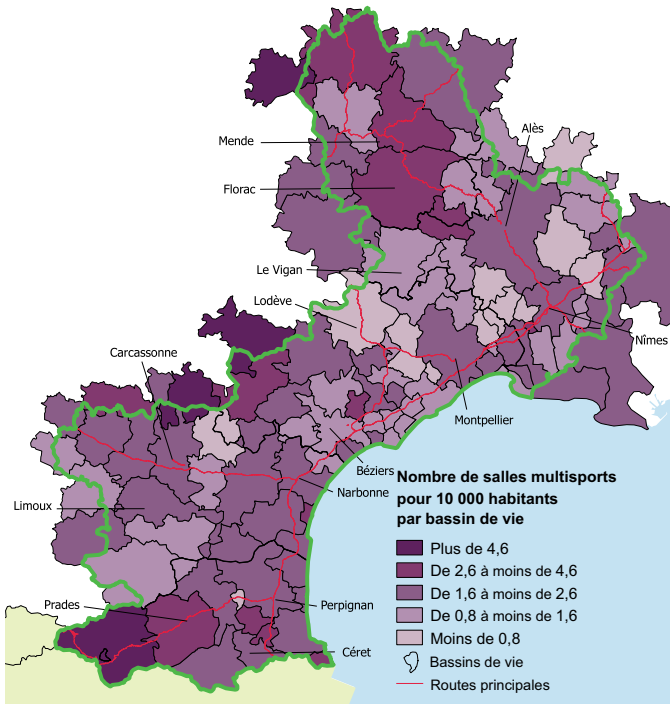 Mende
Alès
Florac
Le Vigan
Lodève
Nîmes
Carcassonne
Montpellier
Béziers
Narbonne
Limoux
Prades
Perpignan
Céret
Nombre de salles multisports
pour 10 000 habitants
par bassin de vie
Plus de 4,6
De 2,6 à moins de 4,6
De 1,6 à moins de 2,6
De 0,8 à moins de 1,6
Moins de 0,8
Bassins de vie
Routes principales